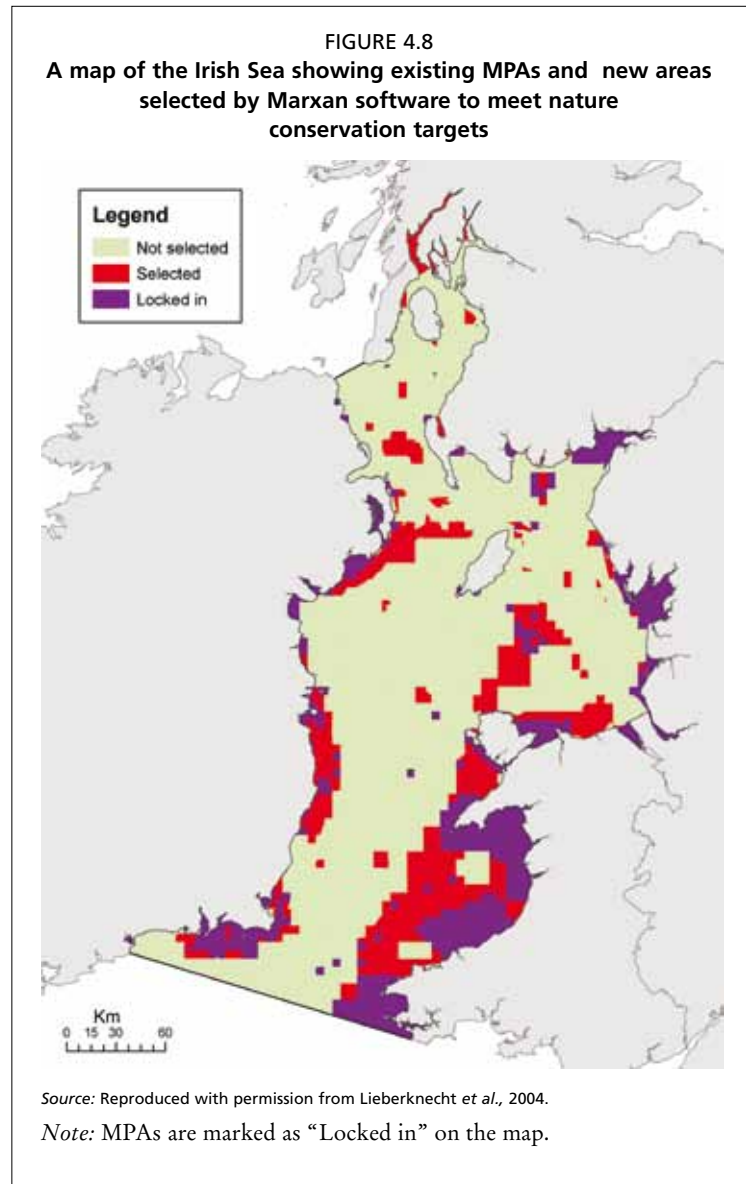 FIGURE 4.8
A map of the Irish Sea showing existing MPAs and new areas
selected by Marxan software to meet nature
conservation targets
Legend
Not selected
Selected
Locked in
Km
0 15 30 60
Source: Reproduced with permission from Lieberknecht et al., 2004.
Note: MPAs are marked as “Locked in” on the map.